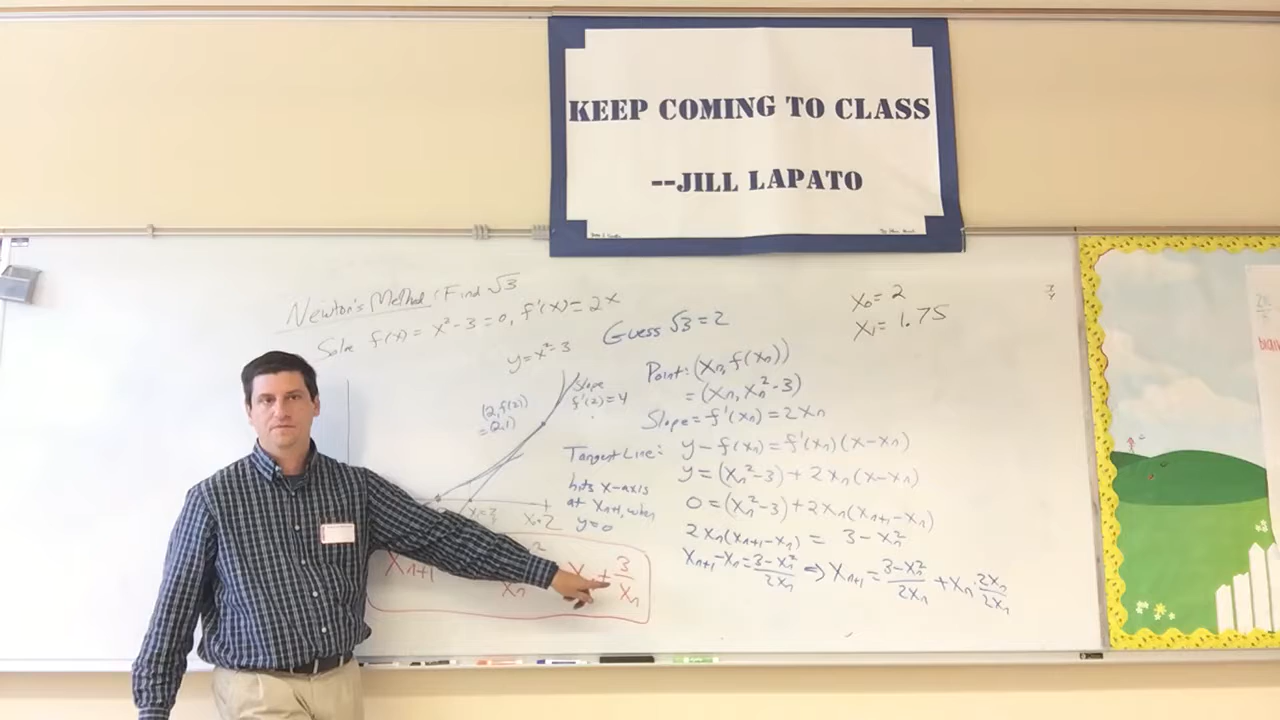 KEEP COMING TO CLASS
--JILL LAPATO
Newton's Method: Find √3
Solve f(x) = x²-3=0, f'(x)=2x
y=x²-3
Guess √3=2
(2,f(2))
=(2,1)
Slope
f'(2)=4
x₀=2
x₀=2
x₁=1.75
Point: (xₙ, f(xₙ))
= (xₙ, xₙ²-3)
Slope= f'(xₙ)=2xₙ
Tangent Line: y-f(xₙ)=f'(xₙ)(x-xₙ)
y=(xₙ²-3)+2xₙ(x-xₙ)
hits x-axis
at xₙ₊₁, when
y=0
0=(xₙ²-3)+2xₙ(xₙ₊₁-xₙ)
2xₙ(xₙ₊₁-xₙ) = 3-xₙ²
xₙ₊₁-xₙ=3-xₙ²/2xₙ ⇒ xₙ₊₁=3-xₙ²/2xₙ +xₙ·2xₙ/2xₙ
xₙ₊₁
+ 3/xₙ